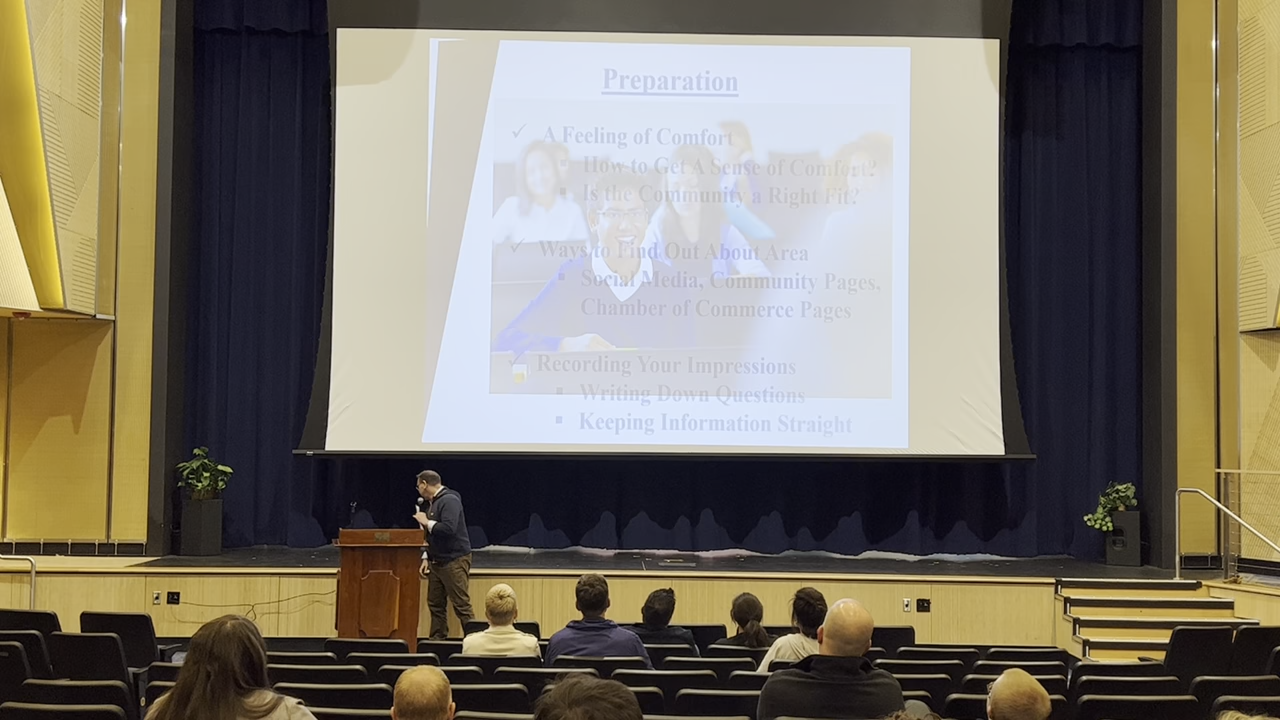 Preparation
✓ A Feeling of Comfort
▪ How to Get A Sense of Comfort?
▪ Is the Community a Right Fit?
✓ Ways to Find Out About Area
▪ Social Media, Community Pages,
Chamber of Commerce Pages
✓ Recording Your Impressions
▪ Writing Down Questions
▪ Keeping Information Straight